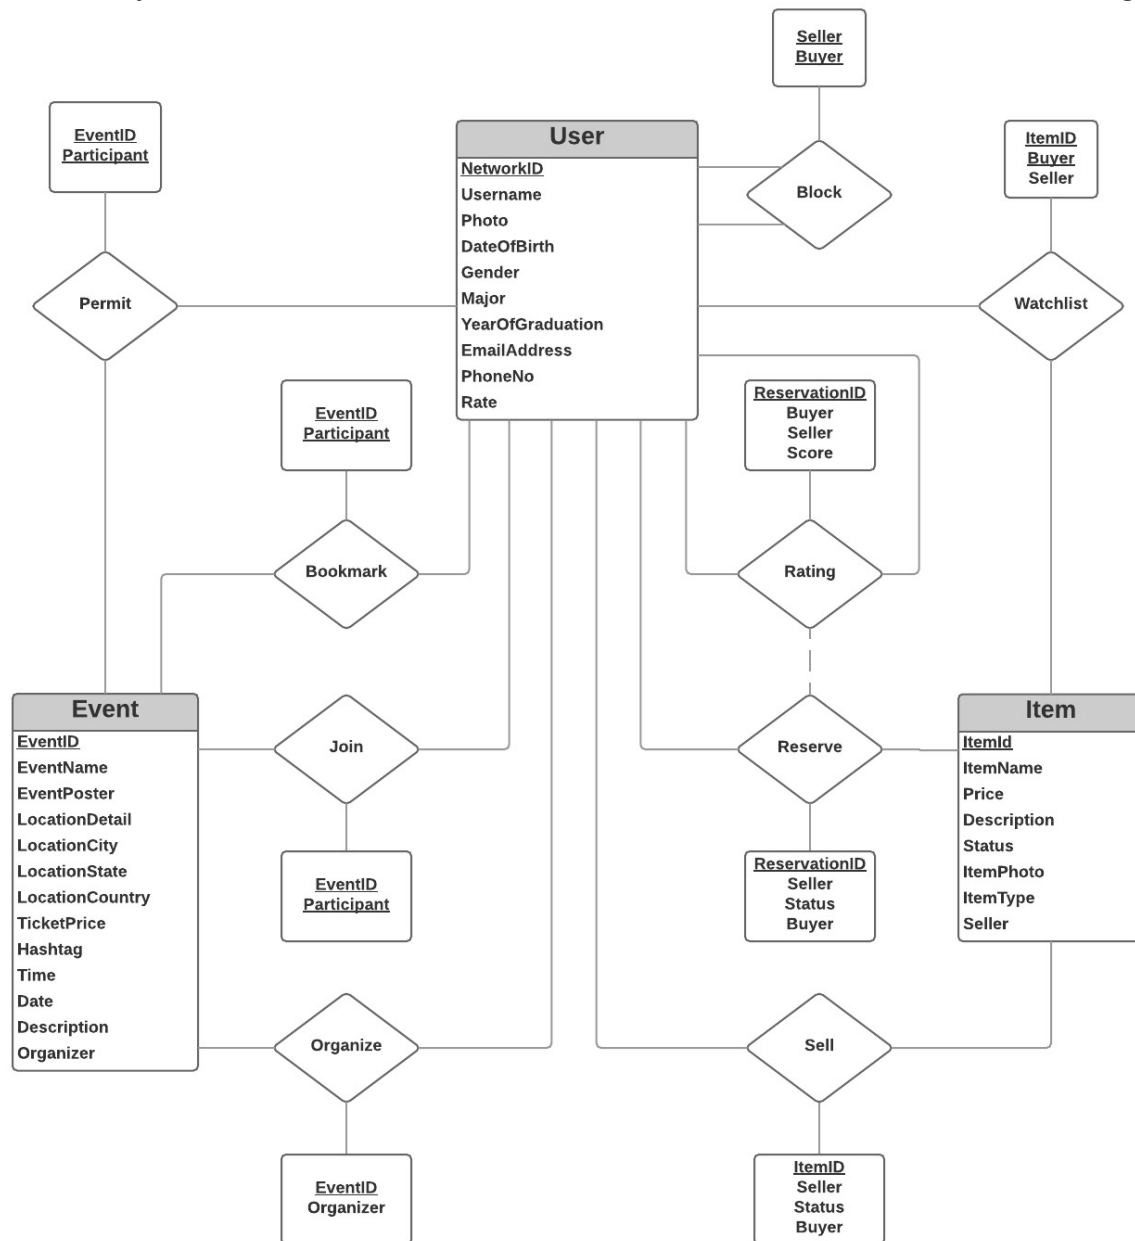 Seller
Buyer
EventID
Participant
User
NetworkID
Username
Photo
DateOfBirth
Gender
Major
YearOfGraduation
EmailAddress
PhoneNo
Rate
Block
ItemID
Buyer
Seller
Permit
Watchlist
EventID
Participant
ReservationID
Buyer
Seller
Score
Bookmark
Rating
Event
EventID
EventName
EventPoster
LocationDetail
LocationCity
LocationState
LocationCountry
TicketPrice
Hashtag
Time
Date
Description
Organizer
Join
Reserve
Item
ItemId
ItemName
Price
Description
Status
ItemPhoto
ItemType
Seller
EventID
Participant
ReservationID
Seller
Status
Buyer
Organize
Sell
EventID
Organizer
ItemID
Seller
Status
Buyer